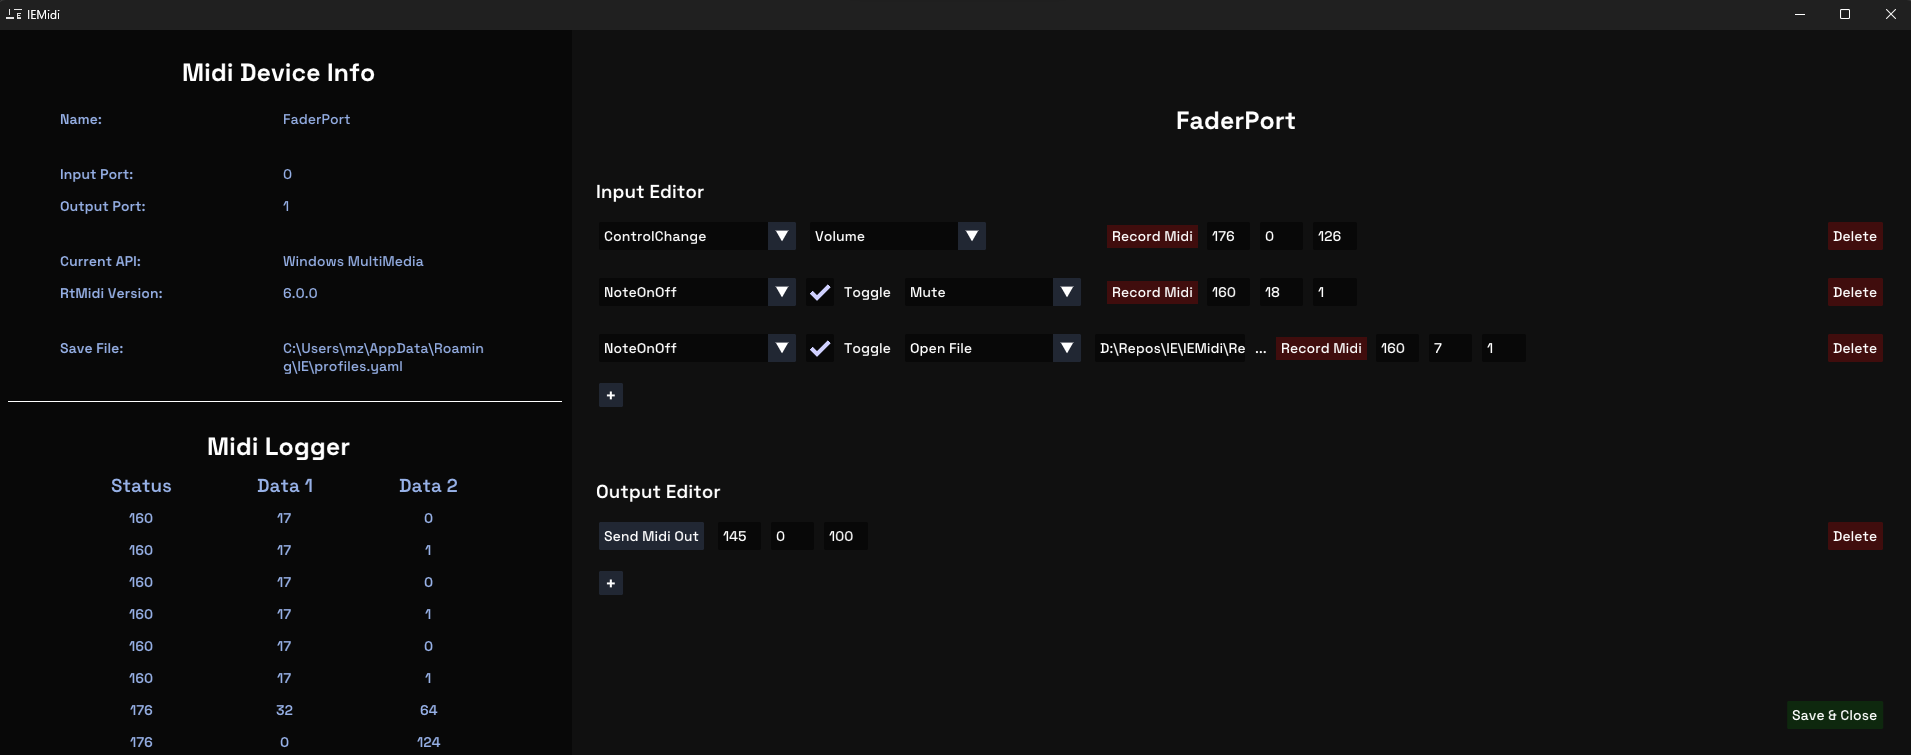 IEMidi
Midi Device Info
Name: FaderPort
Input Port: 0
Output Port: 1
Current API: Windows MultiMedia
RtMidi Version: 6.0.0
Save File: C:\Users\mz\AppData\Roamin
g\IE\profiles.yaml
Midi Logger
Status Data 1 Data 2
160 17 0
160 17 1
160 17 0
160 17 1
160 17 0
160 17 1
176 32 64
176 0 124
FaderPort
Input Editor
ControlChange Volume Record Midi 176 0 126 Delete
NoteOnOff Toggle Mute Record Midi 160 18 1 Delete
NoteOnOff Toggle Open File D:\Repos\IE\IEMidi\Re ... Record Midi 160 7 1 Delete
+
Output Editor
Send Midi Out 145 0 100 Delete
+
Save & Close